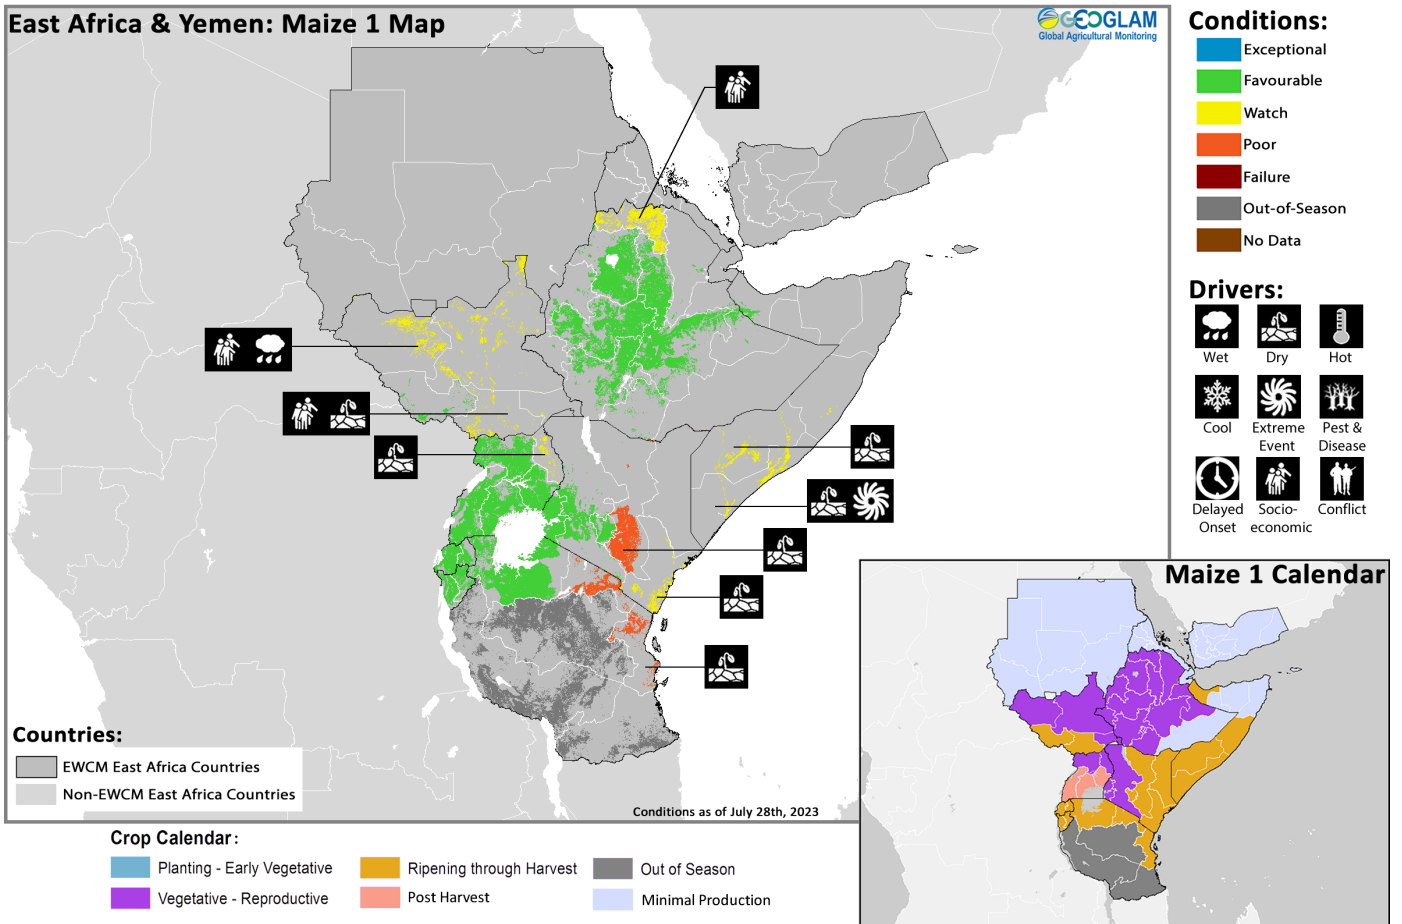 East Africa & Yemen: Maize 1 Map
GEOGLAM
Global Agricultural Monitoring
Conditions:
Exceptional
Favourable
Watch
Poor
Failure
Out-of-Season
No Data
Drivers:
Wet
Dry
Hot
Cool
Extreme
Event
Pest &
Disease
Delayed
Onset
Socio-
economic
Conflict
Maize 1 Calendar
Countries:
EWCM East Africa Countries
Non-EWCM East Africa Countries
Conditions as of July 28th, 2023
Crop Calendar:
Planting - Early Vegetative
Ripening through Harvest
Out of Season
Vegetative - Reproductive
Post Harvest
Minimal Production